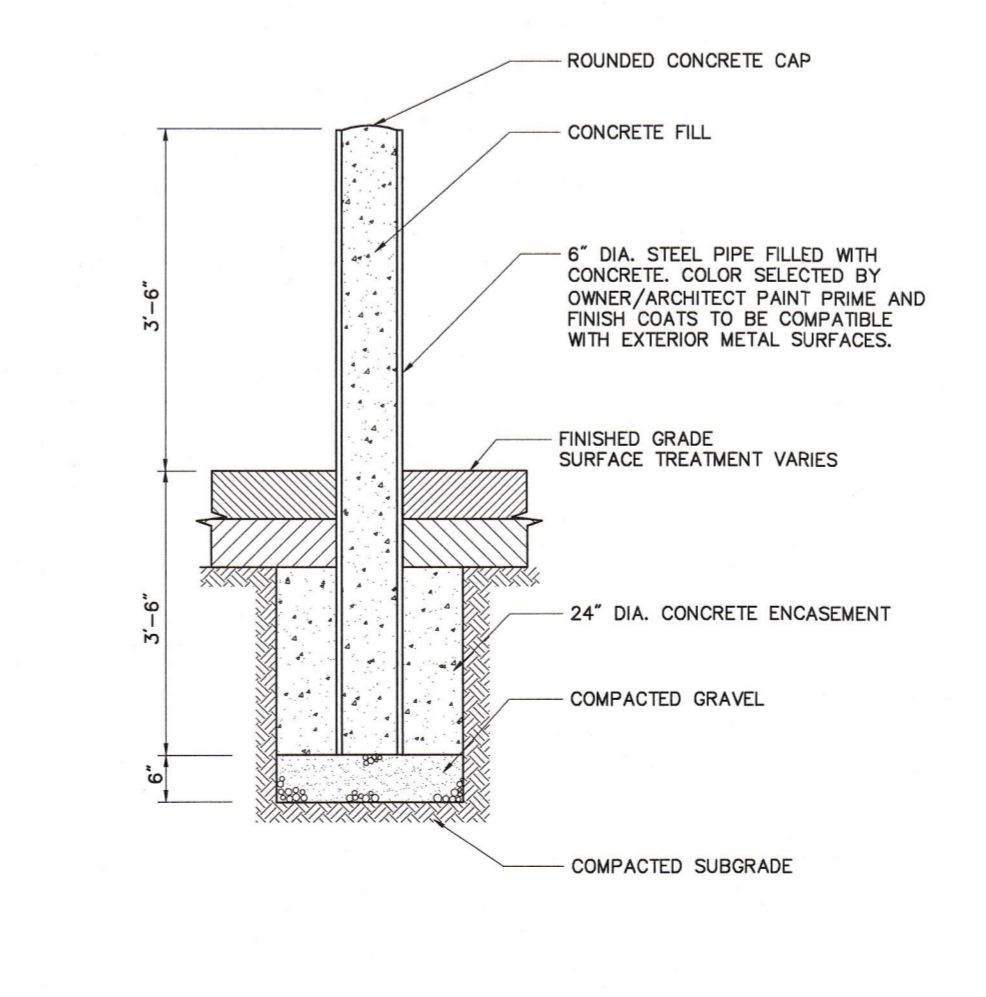 ROUNDED CONCRETE CAP
CONCRETE FILL
6" DIA. STEEL PIPE FILLED WITH
CONCRETE. COLOR SELECTED BY
OWNER/ARCHITECT PAINT PRIME AND
FINISH COATS TO BE COMPATIBLE
WITH EXTERIOR METAL SURFACES.
3'-6"
FINISHED GRADE
SURFACE TREATMENT VARIES
3'-6"
24" DIA. CONCRETE ENCASEMENT
COMPACTED GRAVEL
6"
COMPACTED SUBGRADE